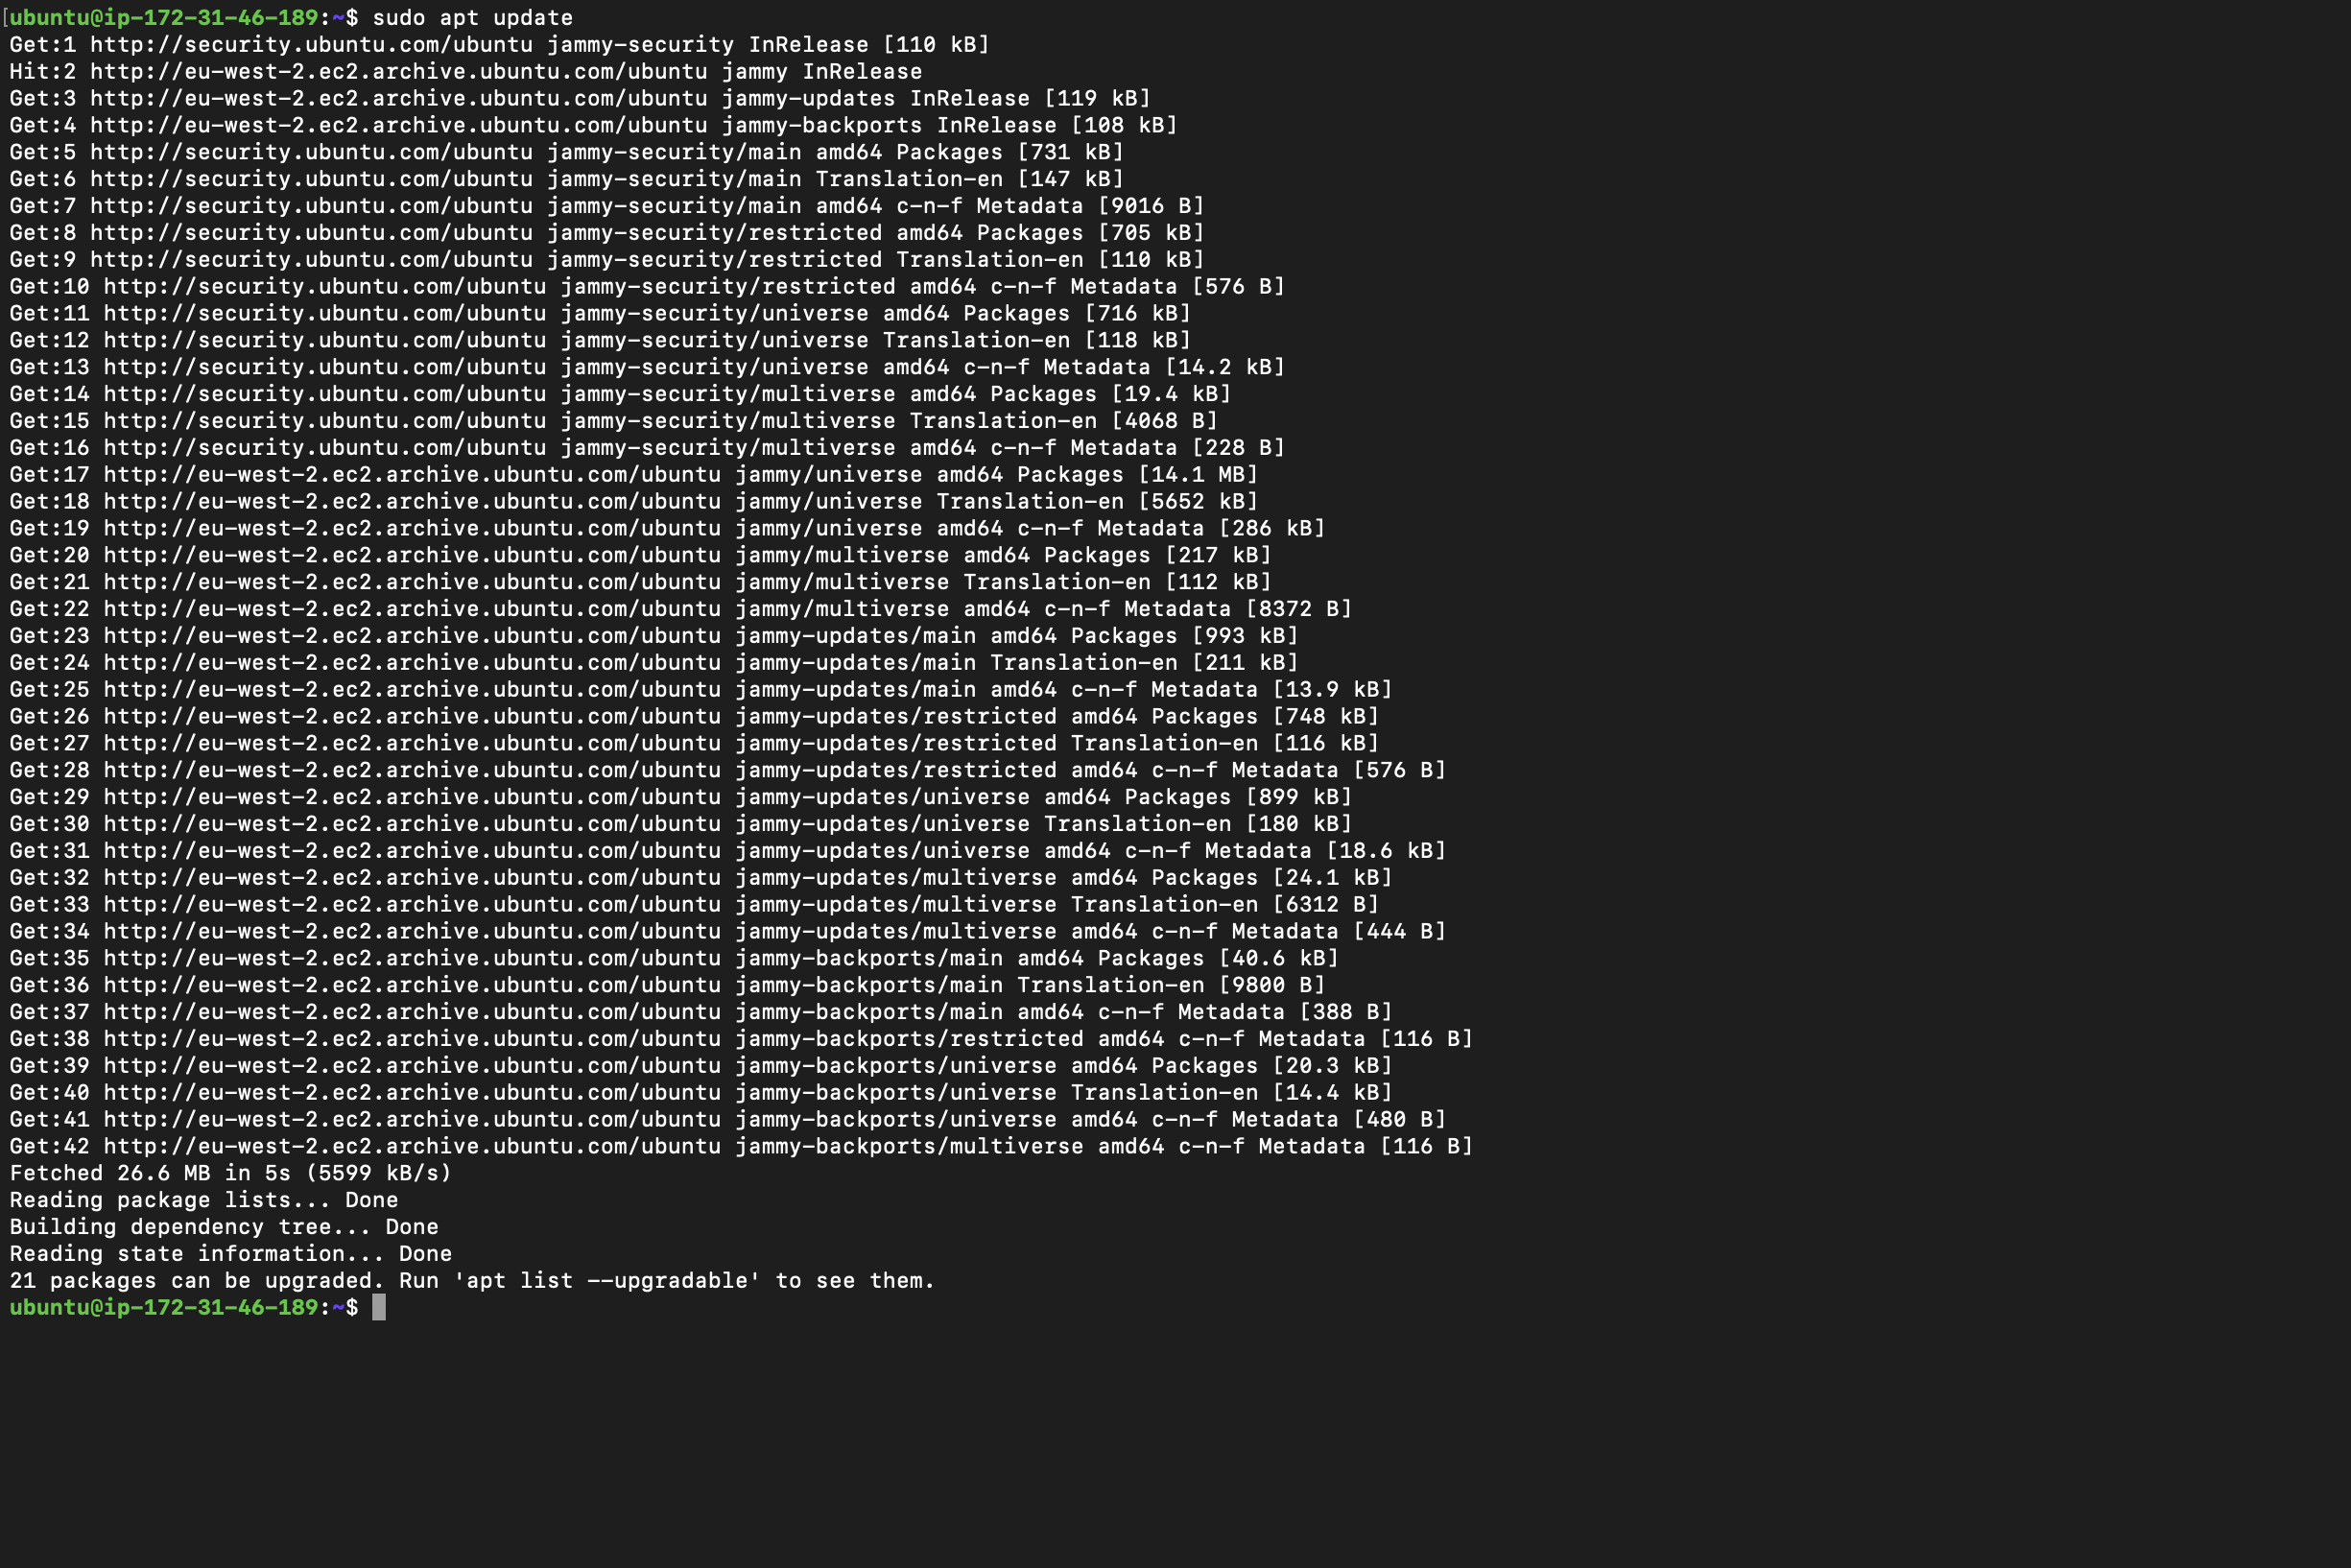 [ubuntu@ip-172-31-46-189:~$ sudo apt update
Get:1 http://security.ubuntu.com/ubuntu jammy-security InRelease [110 kB]
Hit:2 http://eu-west-2.ec2.archive.ubuntu.com/ubuntu jammy InRelease
Get:3 http://eu-west-2.ec2.archive.ubuntu.com/ubuntu jammy-updates InRelease [119 kB]
Get:4 http://eu-west-2.ec2.archive.ubuntu.com/ubuntu jammy-backports InRelease [108 kB]
Get:5 http://security.ubuntu.com/ubuntu jammy-security/main amd64 Packages [731 kB]
Get:6 http://security.ubuntu.com/ubuntu jammy-security/main Translation-en [147 kB]
Get:7 http://security.ubuntu.com/ubuntu jammy-security/main amd64 c-n-f Metadata [9016 B]
Get:8 http://security.ubuntu.com/ubuntu jammy-security/restricted amd64 Packages [705 kB]
Get:9 http://security.ubuntu.com/ubuntu jammy-security/restricted Translation-en [110 kB]
Get:10 http://security.ubuntu.com/ubuntu jammy-security/restricted amd64 c-n-f Metadata [576 B]
Get:11 http://security.ubuntu.com/ubuntu jammy-security/universe amd64 Packages [716 kB]
Get:12 http://security.ubuntu.com/ubuntu jammy-security/universe Translation-en [118 kB]
Get:13 http://security.ubuntu.com/ubuntu jammy-security/universe amd64 c-n-f Metadata [14.2 kB]
Get:14 http://security.ubuntu.com/ubuntu jammy-security/multiverse amd64 Packages [19.4 kB]
Get:15 http://security.ubuntu.com/ubuntu jammy-security/multiverse Translation-en [4068 B]
Get:16 http://security.ubuntu.com/ubuntu jammy-security/multiverse amd64 c-n-f Metadata [228 B]
Get:17 http://eu-west-2.ec2.archive.ubuntu.com/ubuntu jammy/universe amd64 Packages [14.1 MB]
Get:18 http://eu-west-2.ec2.archive.ubuntu.com/ubuntu jammy/universe Translation-en [5652 kB]
Get:19 http://eu-west-2.ec2.archive.ubuntu.com/ubuntu jammy/universe amd64 c-n-f Metadata [286 kB]
Get:20 http://eu-west-2.ec2.archive.ubuntu.com/ubuntu jammy/multiverse amd64 Packages [217 kB]
Get:21 http://eu-west-2.ec2.archive.ubuntu.com/ubuntu jammy/multiverse Translation-en [112 kB]
Get:22 http://eu-west-2.ec2.archive.ubuntu.com/ubuntu jammy/multiverse amd64 c-n-f Metadata [8372 B]
Get:23 http://eu-west-2.ec2.archive.ubuntu.com/ubuntu jammy-updates/main amd64 Packages [993 kB]
Get:24 http://eu-west-2.ec2.archive.ubuntu.com/ubuntu jammy-updates/main Translation-en [211 kB]
Get:25 http://eu-west-2.ec2.archive.ubuntu.com/ubuntu jammy-updates/main amd64 c-n-f Metadata [13.9 kB]
Get:26 http://eu-west-2.ec2.archive.ubuntu.com/ubuntu jammy-updates/restricted amd64 Packages [748 kB]
Get:27 http://eu-west-2.ec2.archive.ubuntu.com/ubuntu jammy-updates/restricted Translation-en [116 kB]
Get:28 http://eu-west-2.ec2.archive.ubuntu.com/ubuntu jammy-updates/restricted amd64 c-n-f Metadata [576 B]
Get:29 http://eu-west-2.ec2.archive.ubuntu.com/ubuntu jammy-updates/universe amd64 Packages [899 kB]
Get:30 http://eu-west-2.ec2.archive.ubuntu.com/ubuntu jammy-updates/universe Translation-en [180 kB]
Get:31 http://eu-west-2.ec2.archive.ubuntu.com/ubuntu jammy-updates/universe amd64 c-n-f Metadata [18.6 kB]
Get:32 http://eu-west-2.ec2.archive.ubuntu.com/ubuntu jammy-updates/multiverse amd64 Packages [24.1 kB]
Get:33 http://eu-west-2.ec2.archive.ubuntu.com/ubuntu jammy-updates/multiverse Translation-en [6312 B]
Get:34 http://eu-west-2.ec2.archive.ubuntu.com/ubuntu jammy-updates/multiverse amd64 c-n-f Metadata [444 B]
Get:35 http://eu-west-2.ec2.archive.ubuntu.com/ubuntu jammy-backports/main amd64 Packages [40.6 kB]
Get:36 http://eu-west-2.ec2.archive.ubuntu.com/ubuntu jammy-backports/main Translation-en [9800 B]
Get:37 http://eu-west-2.ec2.archive.ubuntu.com/ubuntu jammy-backports/main amd64 c-n-f Metadata [388 B]
Get:38 http://eu-west-2.ec2.archive.ubuntu.com/ubuntu jammy-backports/restricted amd64 c-n-f Metadata [116 B]
Get:39 http://eu-west-2.ec2.archive.ubuntu.com/ubuntu jammy-backports/universe amd64 Packages [20.3 kB]
Get:40 http://eu-west-2.ec2.archive.ubuntu.com/ubuntu jammy-backports/universe Translation-en [14.4 kB]
Get:41 http://eu-west-2.ec2.archive.ubuntu.com/ubuntu jammy-backports/universe amd64 c-n-f Metadata [480 B]
Get:42 http://eu-west-2.ec2.archive.ubuntu.com/ubuntu jammy-backports/multiverse amd64 c-n-f Metadata [116 B]
Fetched 26.6 MB in 5s (5599 kB/s)
Reading package lists... Done
Building dependency tree... Done
Reading state information... Done
21 packages can be upgraded. Run 'apt list --upgradable' to see them.
ubuntu@ip-172-31-46-189:~$